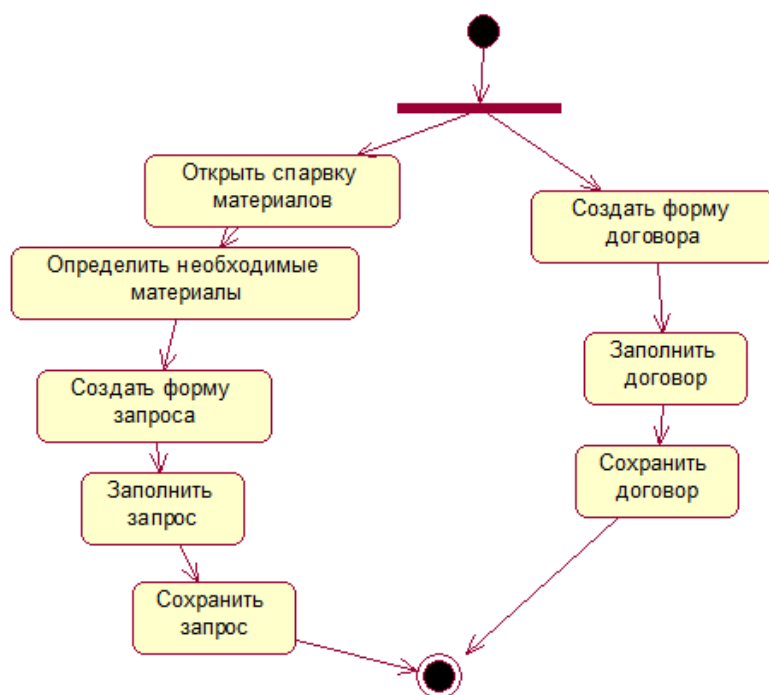 Открыть спарвку
материалов
Создать форму
договора
Определить необходимые
материалы
Заполнить
договор
Создать форму
запроса
Сохранить
договор
Заполнить
запрос
Сохранить
запрос